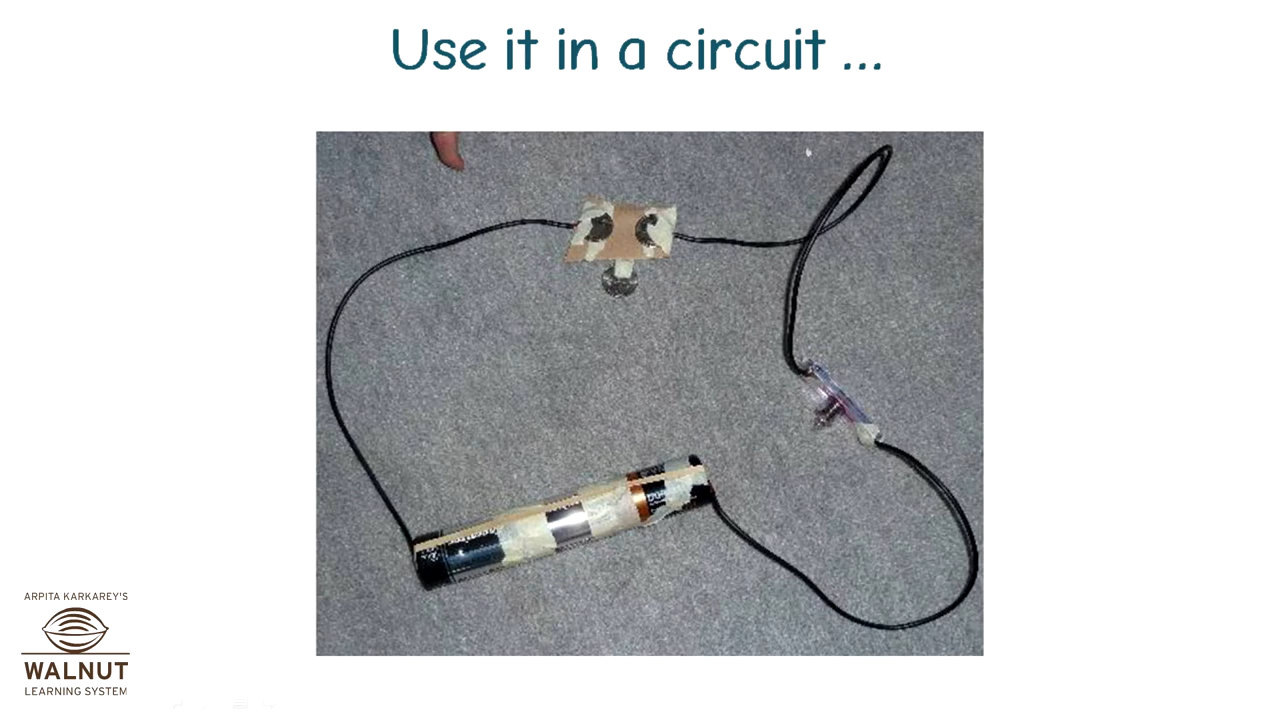 Use it in a circuit ...
ARPITA KARKAREY'S
WALNUT
LEARNING SYSTEM